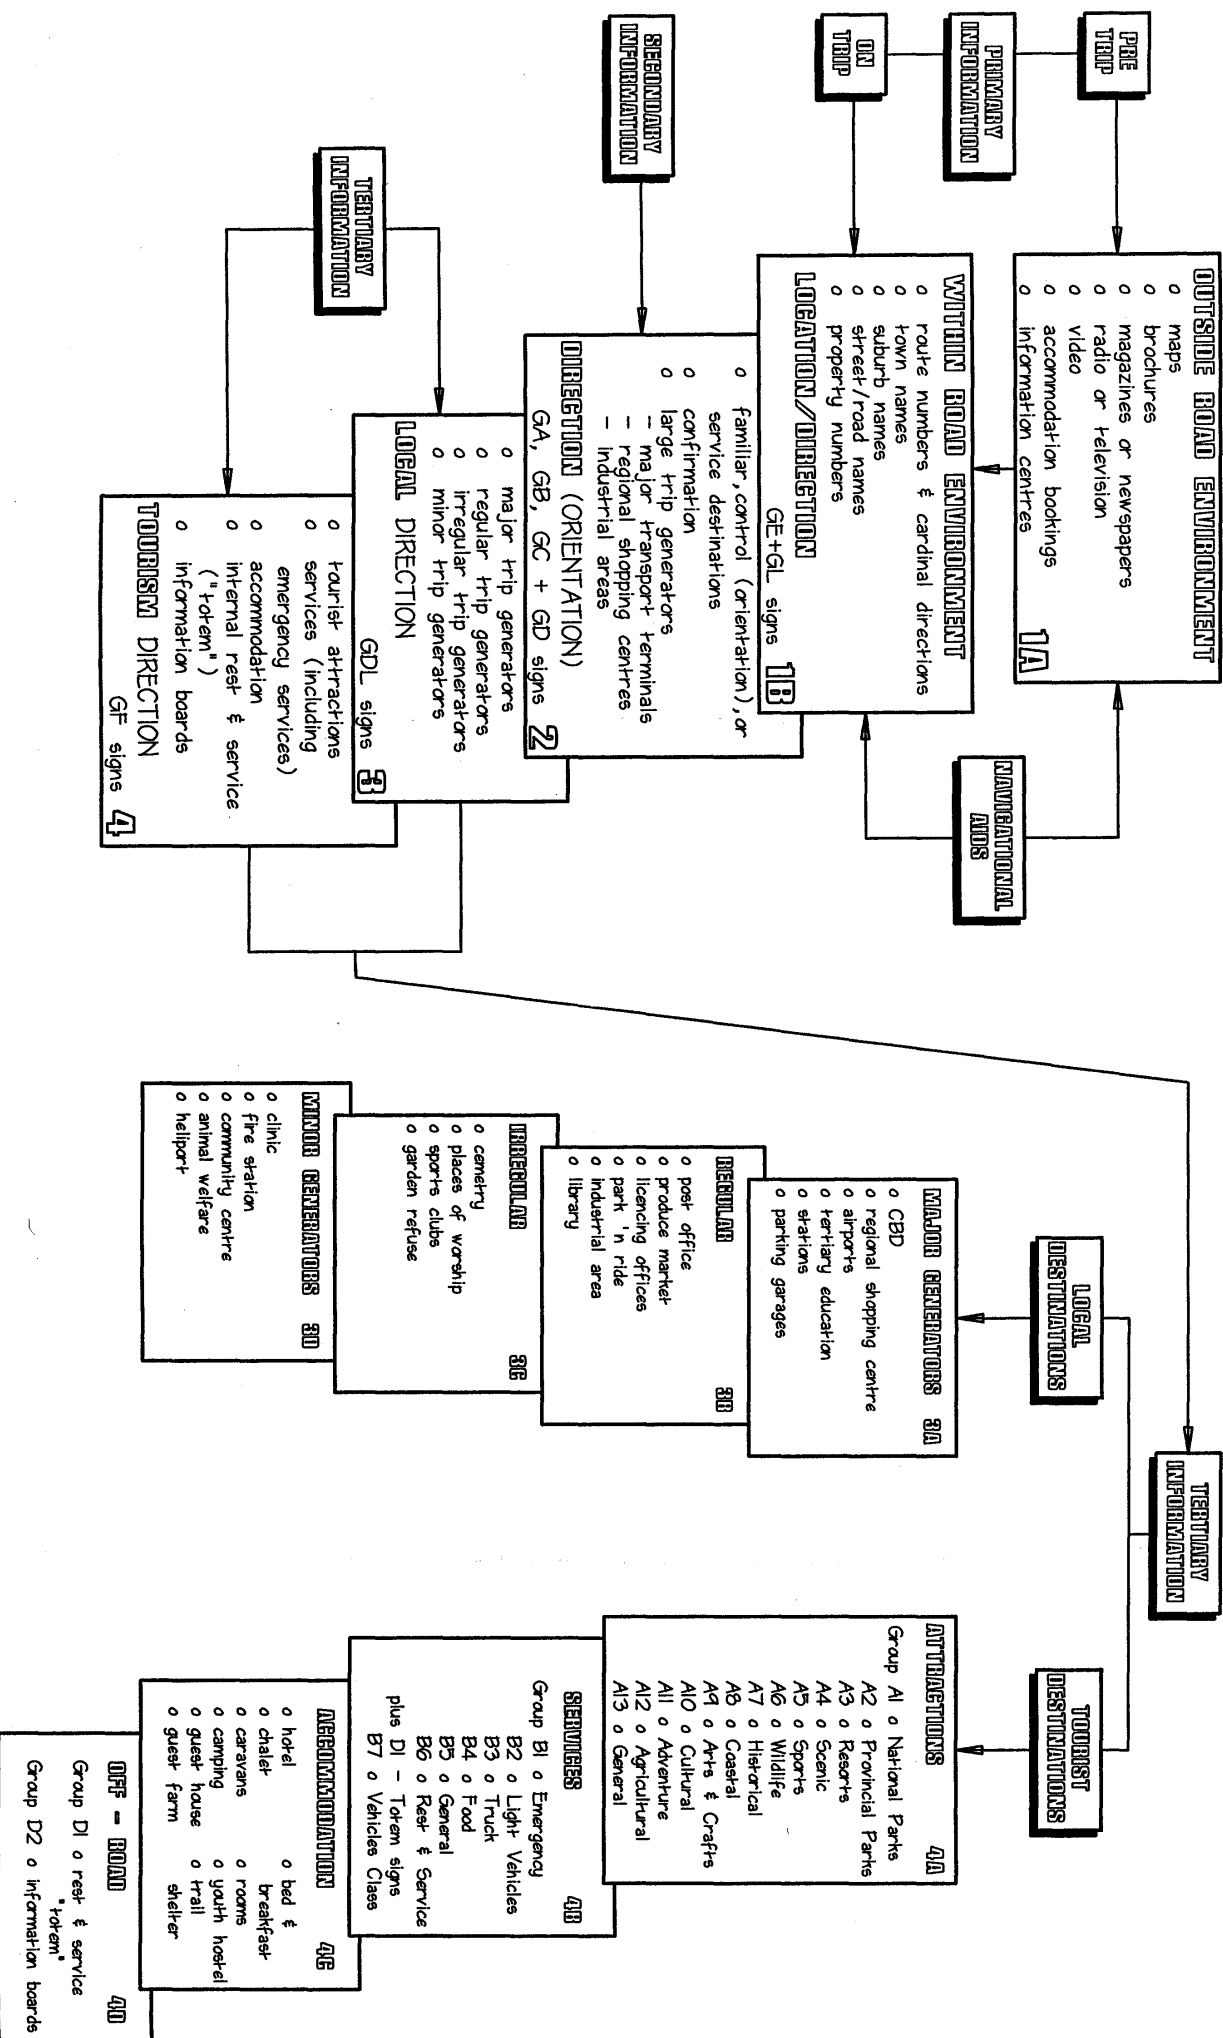 PRE
TRIP
PRIMARY
INFORMATION
ON
TRIP
OUTSIDE ROAD ENVIRONMENT
o maps
o brochures
o magazines or newspapers
o radio or television
o video
o accommodation bookings
o information centres
1A
WITHIN ROAD ENVIRONMENT
o route numbers & cardinal directions
o town names
o suburb names
o street/road names
o property numbers
LOCATION/DIRECTION
GE+GL signs 1B
NAVIGATIONAL
AIDS
SECONDARY
INFORMATION
o familiar, control (orientation), or
service destinations
o confirmation
o large trip generators
- major transport terminals
- regional shopping centres
- industrial areas
DIRECTION (ORIENTATION)
GA, GB, GC + GD signs 2
TERTIARY
INFORMATION
o major trip generators
o regular trip generators
o irregular trip generators
o minor trip generators
LOCAL DIRECTION
GDL signs 3
o tourist attractions
o services (including
emergency services)
o accommodation
o internal rest & service
("totem")
o information boards
TOURISM DIRECTION
GF signs 4
TERTIARY
INFORMATION
LOCAL
DESTINATIONS
MAJOR GENERATORS 3A
o CBD
o regional shopping centre
o airports
o tertiary education
o stations
o parking garages
REGULAR 3B
o post office
o produce market
o licencing offices
o park 'n ride
o industrial area
o library
IRREGULAR 3C
o cemetry
o places of worship
o sports clubs
o garden refuse
MINOR GENERATORS 3D
o clinic
o fire station
o community centre
o animal welfare
o heliport
TOURIST
DESTINATIONS
ATTRACTIONS 4A
Group A1 o National Parks
A2 o Provincial Parks
A3 o Resorts
A4 o Scenic
A5 o Sports
A6 o Wildlife
A7 o Historical
A8 o Coastal
A9 o Arts & Crafts
A10 o Cultural
A11 o Adventure
A12 o Agricultural
A13 o General
SERVICES 4B
Group B1 o Emergency
B2 o Light Vehicles
B3 o Truck
B4 o Food
B5 o General
B6 o Rest & Service
plus D1 - Totem signs
B7 o Vehicles Class
ACCOMMODATION 4C
o hotel o bed &
o chalet breakfast
o caravans o rooms
o camping o youth hostel
o guest house o trail
o guest farm shelter
OFF - ROAD 4D
Group D1 o rest & service
"totem"
Group D2 o information boards